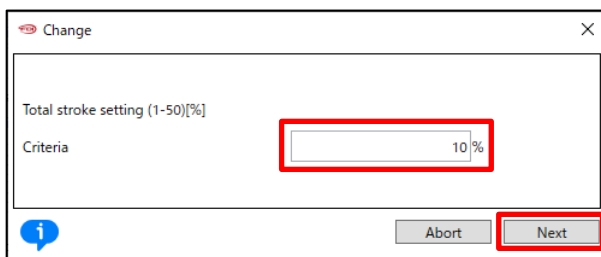 Change
Total stroke setting (1-50)[%]
Criteria
10 %
Abort
Next